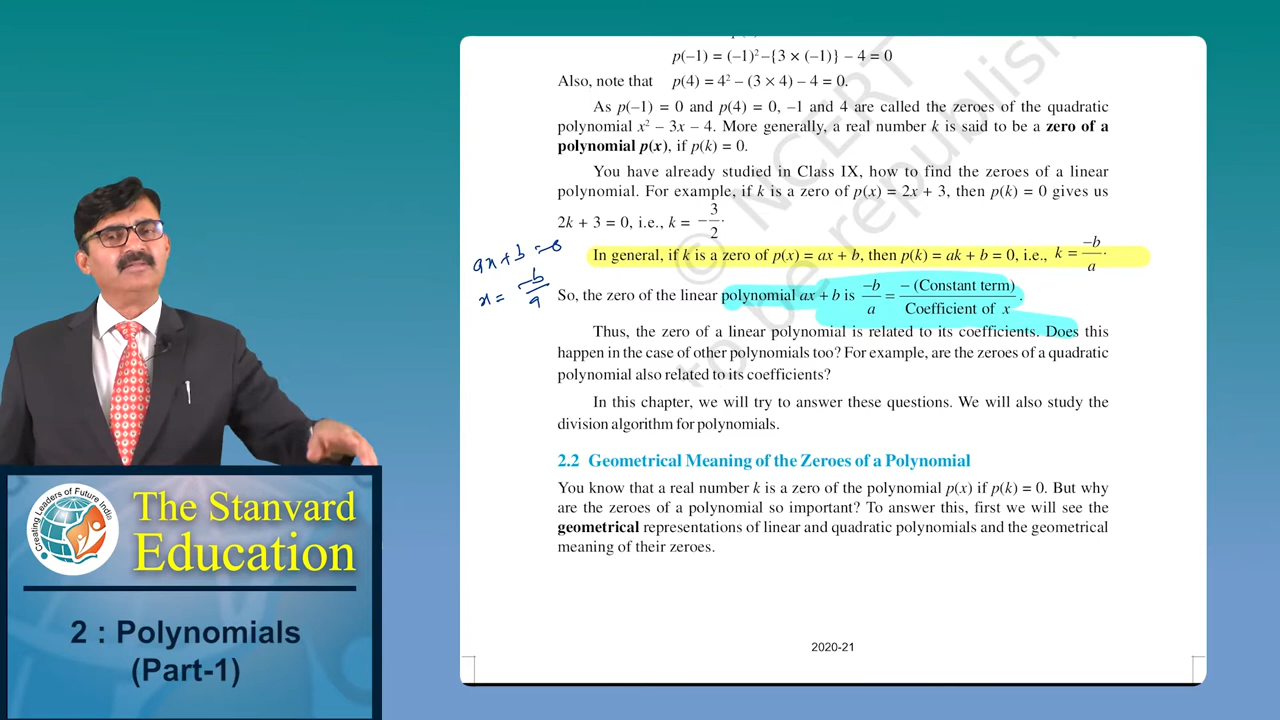 p(–1) = (–1)² –{3 × (–1)} – 4 = 0
Also, note that p(4) = 4² – (3 × 4) – 4 = 0.
As p(–1) = 0 and p(4) = 0, –1 and 4 are called the zeroes of the quadratic
polynomial x² – 3x – 4. More generally, a real number k is said to be a zero of a
polynomial p(x), if p(k) = 0.
You have already studied in Class IX, how to find the zeroes of a linear
polynomial. For example, if k is a zero of p(x) = 2x + 3, then p(k) = 0 gives us
2k + 3 = 0, i.e., k = –3/2.
ax+b=0
In general, if k is a zero of p(x) = ax + b, then p(k) = ak + b = 0, i.e., k = –b/a.
x = -b/a
So, the zero of the linear polynomial ax + b is –b/a = – (Constant term)/Coefficient of x.
Thus, the zero of a linear polynomial is related to its coefficients. Does this
happen in the case of other polynomials too? For example, are the zeroes of a quadratic
polynomial also related to its coefficients?
In this chapter, we will try to answer these questions. We will also study the
division algorithm for polynomials.
2.2 Geometrical Meaning of the Zeroes of a Polynomial
You know that a real number k is a zero of the polynomial p(x) if p(k) = 0. But why
are the zeroes of a polynomial so important? To answer this, first we will see the
geometrical representations of linear and quadratic polynomials and the geometrical
meaning of their zeroes.
2020-21
© NCERT
to be republish
Creating Leaders of Future India
The Stanvard
Education
2 : Polynomials
(Part-1)